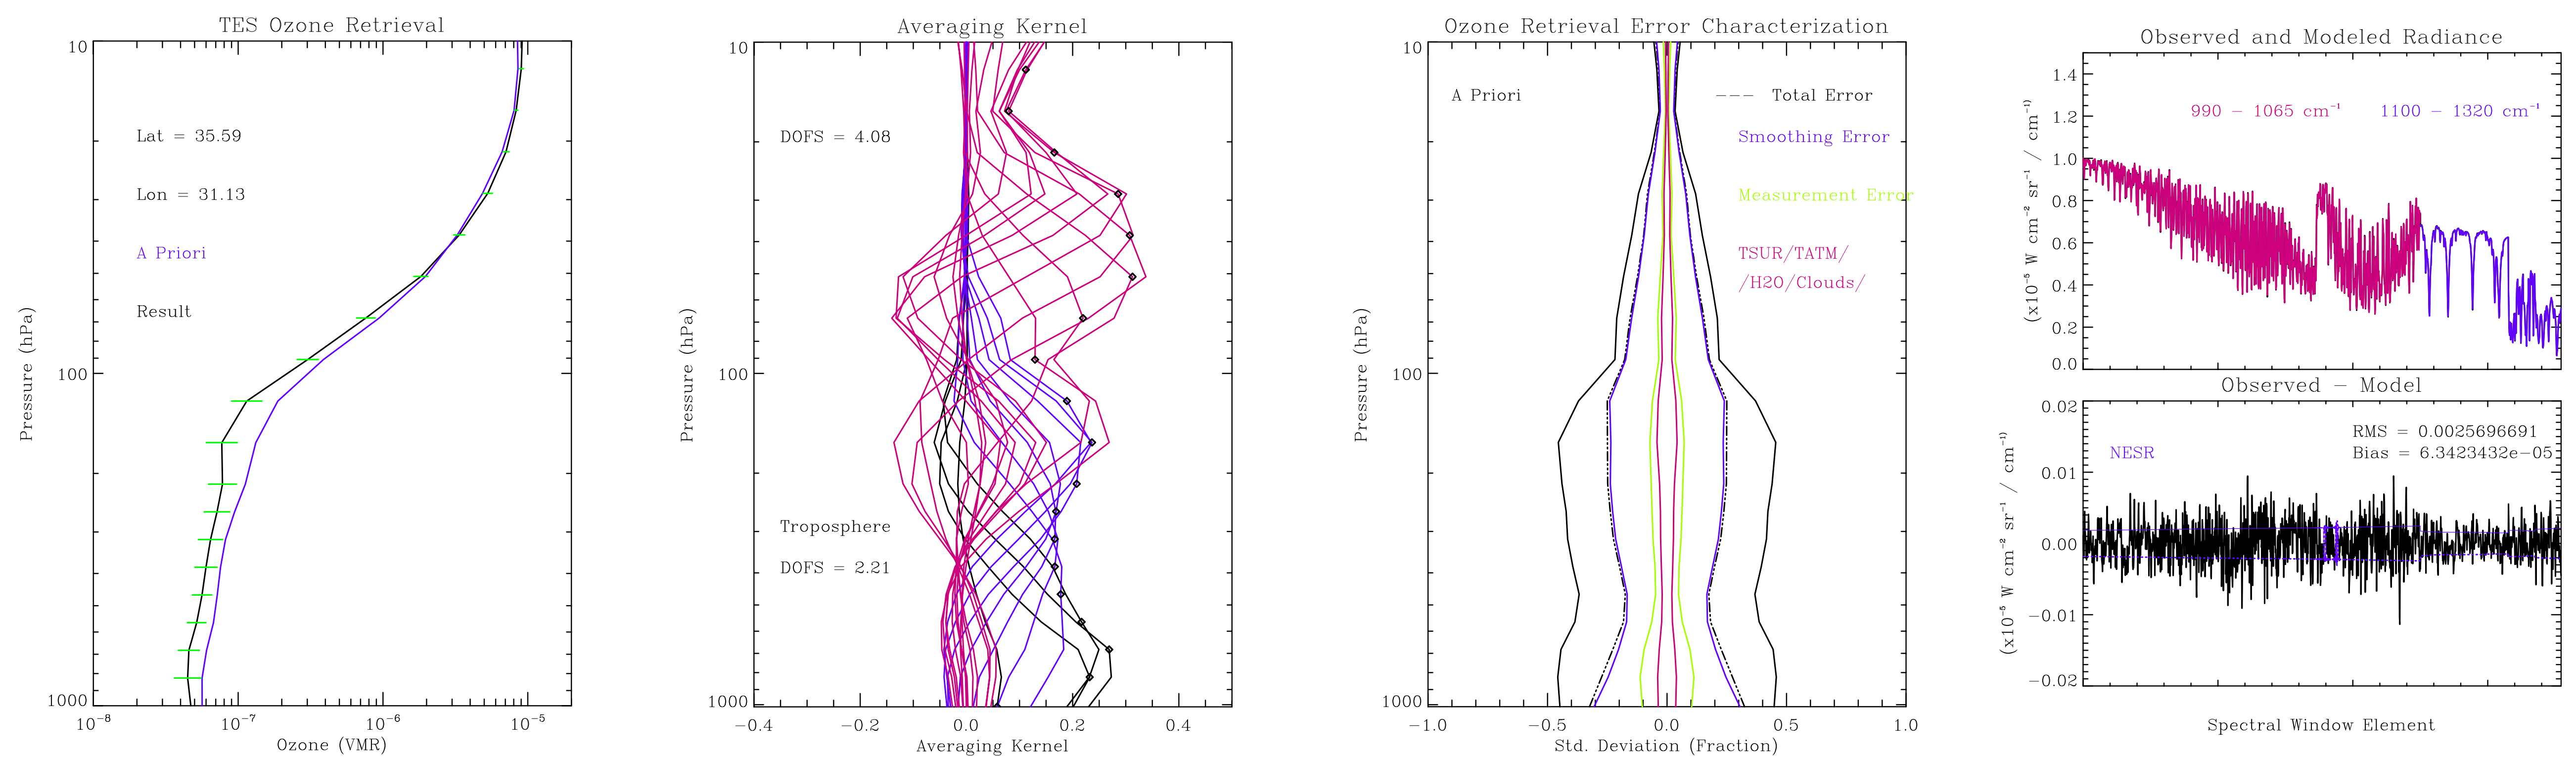 TES Ozone Retrieval
10
100
1000
Pressure (hPa)
Lat = 35.59
Lon = 31.13
A Priori
Result
10⁻⁸ 10⁻⁷ 10⁻⁶ 10⁻⁵
Ozone (VMR)
Averaging Kernel
10
100
1000
Pressure (hPa)
DOFS = 4.08
Troposphere
DOFS = 2.21
−0.4 −0.2 0.0 0.2 0.4
Averaging Kernel
Ozone Retrieval Error Characterization
10
100
1000
Pressure (hPa)
A Priori
−−− Total Error
Smoothing Error
Measurement Error
TSUR/TATM/
/H2O/Clouds/
−1.0 −0.5 0.0 0.5 1.0
Std. Deviation (Fraction)
Observed and Modeled Radiance
1.4
1.2
1.0
0.8
0.6
0.4
0.2
0.0
(x10⁻⁵ W cm⁻² sr⁻¹ / cm⁻¹)
990 − 1065 cm⁻¹ 1100 − 1320 cm⁻¹
Observed − Model
0.02
0.01
0.00
−0.01
−0.02
(x10⁻⁵ W cm⁻² sr⁻¹ / cm⁻¹)
RMS = 0.0025696691
NESR
Bias = 6.3423432e−05
Spectral Window Element